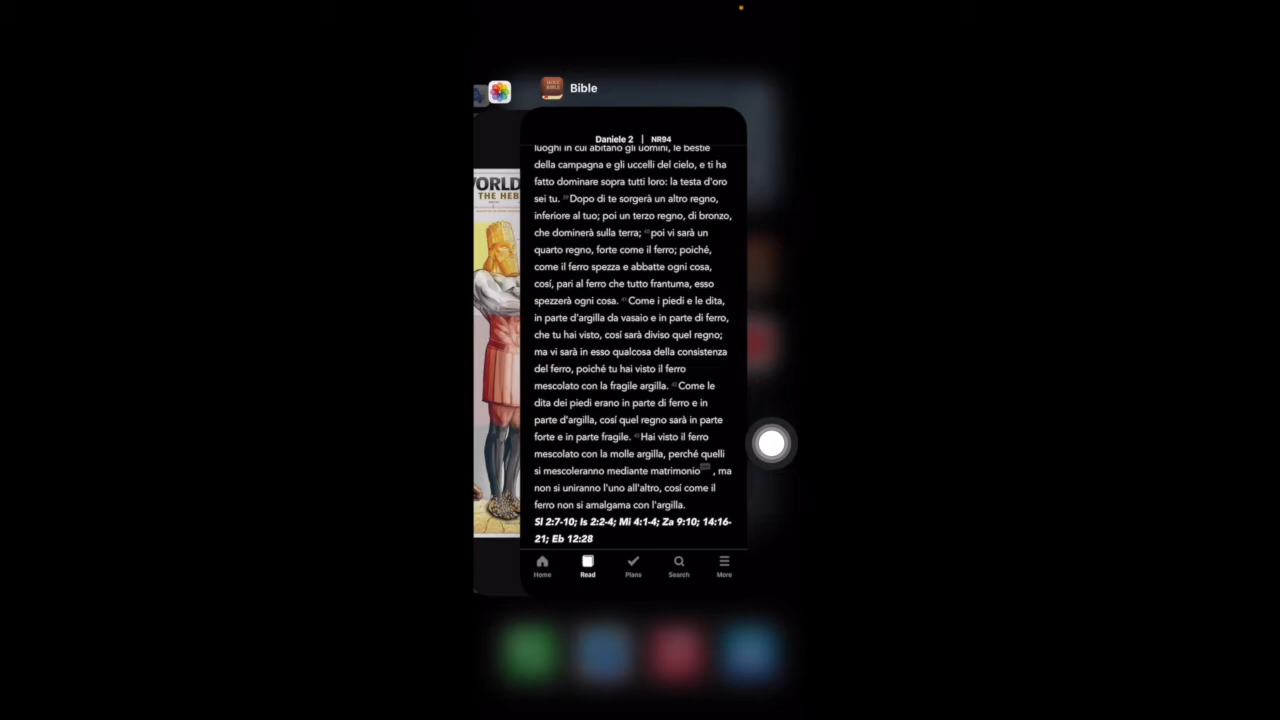 Bible
Daniele 2 | NR94
luoghi in cui abitano gli uomini, le bestie
della campagna e gli uccelli del cielo, e ti ha
fatto dominare sopra tutti loro: la testa d'oro
sei tu. Dopo di te sorgerà un altro regno,
inferiore al tuo; poi un terzo regno, di bronzo,
che dominerà sulla terra; poi vi sarà un
quarto regno, forte come il ferro; poiché,
come il ferro spezza e abbatte ogni cosa,
cosí, pari al ferro che tutto frantuma, esso
spezzerà ogni cosa. Come i piedi e le dita,
in parte d'argilla da vasaio e in parte di ferro,
che tu hai visto, cosí sarà diviso quel regno;
ma vi sarà in esso qualcosa della consistenza
del ferro, poiché tu hai visto il ferro
mescolato con la fragile argilla. Come le
dita dei piedi erano in parte di ferro e in
parte d'argilla, cosí quel regno sarà in parte
forte e in parte fragile. Hai visto il ferro
mescolato con la molle argilla, perché quelli
si mescoleranno mediante matrimonio, ma
non si uniranno l'uno all'altro, cosí come il
ferro non si amalgama con l'argilla.
Sl 2:7-10; Is 2:2-4; Mi 4:1-4; Za 9:10; 14:16-
21; Eb 12:28
Home Read Plans Search More
WORLD
THE HEB